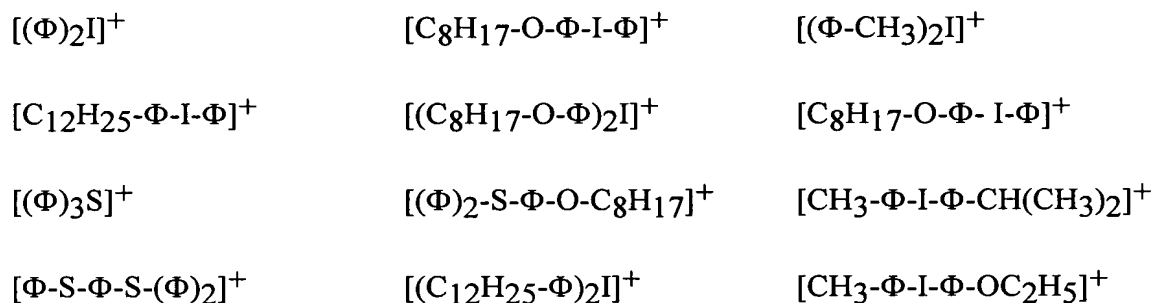 [(Φ)2I]+ [C8H17-O-Φ-I-Φ]+ [(Φ-CH3)2I]+
[C12H25-Φ-I-Φ]+ [(C8H17-O-Φ)2I]+ [C8H17-O-Φ- I-Φ]+
[(Φ)3S]+ [(Φ)2-S-Φ-O-C8H17]+ [CH3-Φ-I-Φ-CH(CH3)2]+
[Φ-S-Φ-S-(Φ)2]+ [(C12H25-Φ)2I]+ [CH3-Φ-I-Φ-OC2H5]+